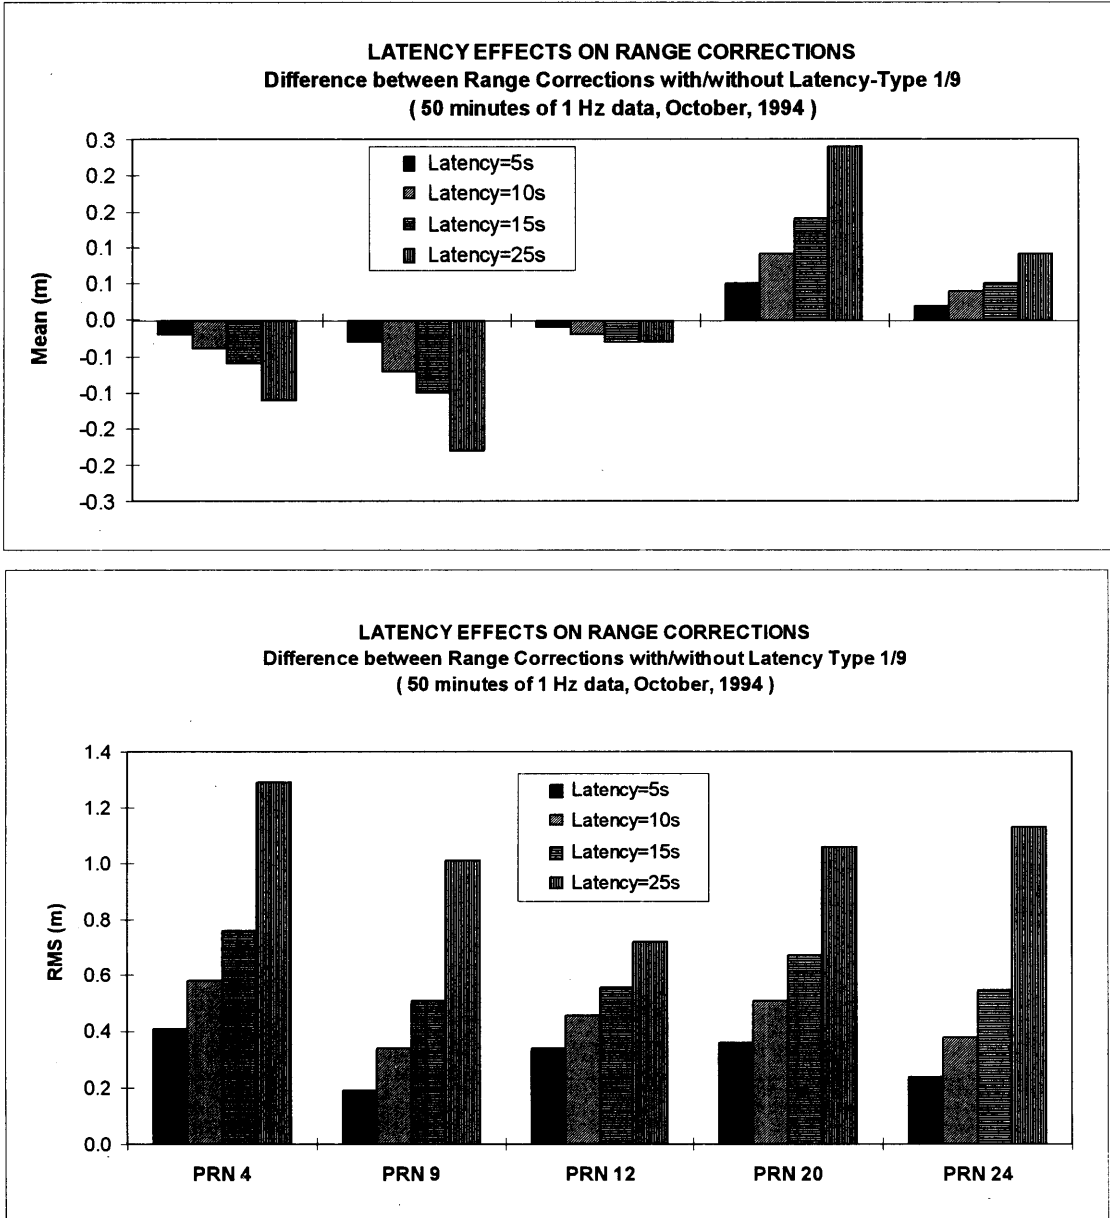 LATENCY EFFECTS ON RANGE CORRECTIONS
Difference between Range Corrections with/without Latency-Type 1/9
( 50 minutes of 1 Hz data, October, 1994 )
Mean (m)
0.3
0.2
0.2
0.1
0.1
0.0
-0.1
-0.1
-0.2
-0.2
-0.3
Latency=5s
Latency=10s
Latency=15s
Latency=25s
LATENCY EFFECTS ON RANGE CORRECTIONS
Difference between Range Corrections with/without Latency Type 1/9
( 50 minutes of 1 Hz data, October, 1994 )
RMS (m)
1.4
1.2
1.0
0.8
0.6
0.4
0.2
0.0
Latency=5s
Latency=10s
Latency=15s
Latency=25s
PRN 4
PRN 9
PRN 12
PRN 20
PRN 24